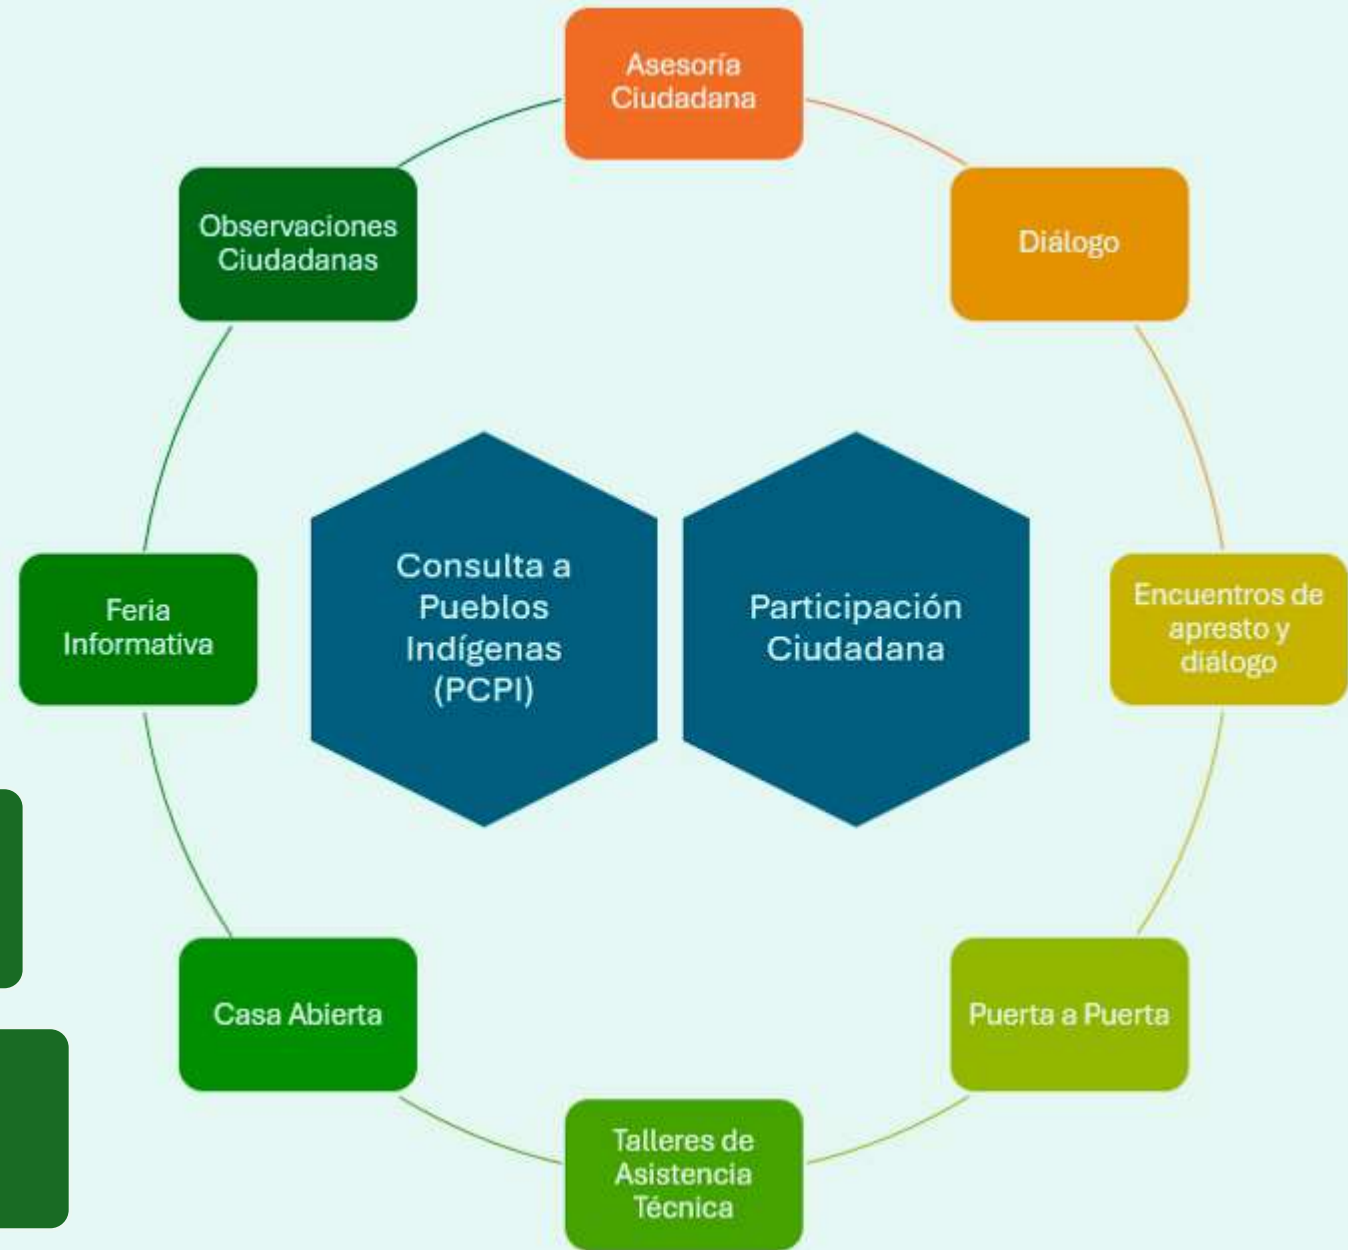 Asesoría
Ciudadana
Diálogo
Encuentros de
apresto y
diálogo
Puerta a Puerta
Talleres de
Asistencia
Técnica
Casa Abierta
Feria
Informativa
Observaciones
Ciudadanas
Consulta a
Pueblos
Indígenas
(PCPI)
Participación
Ciudadana